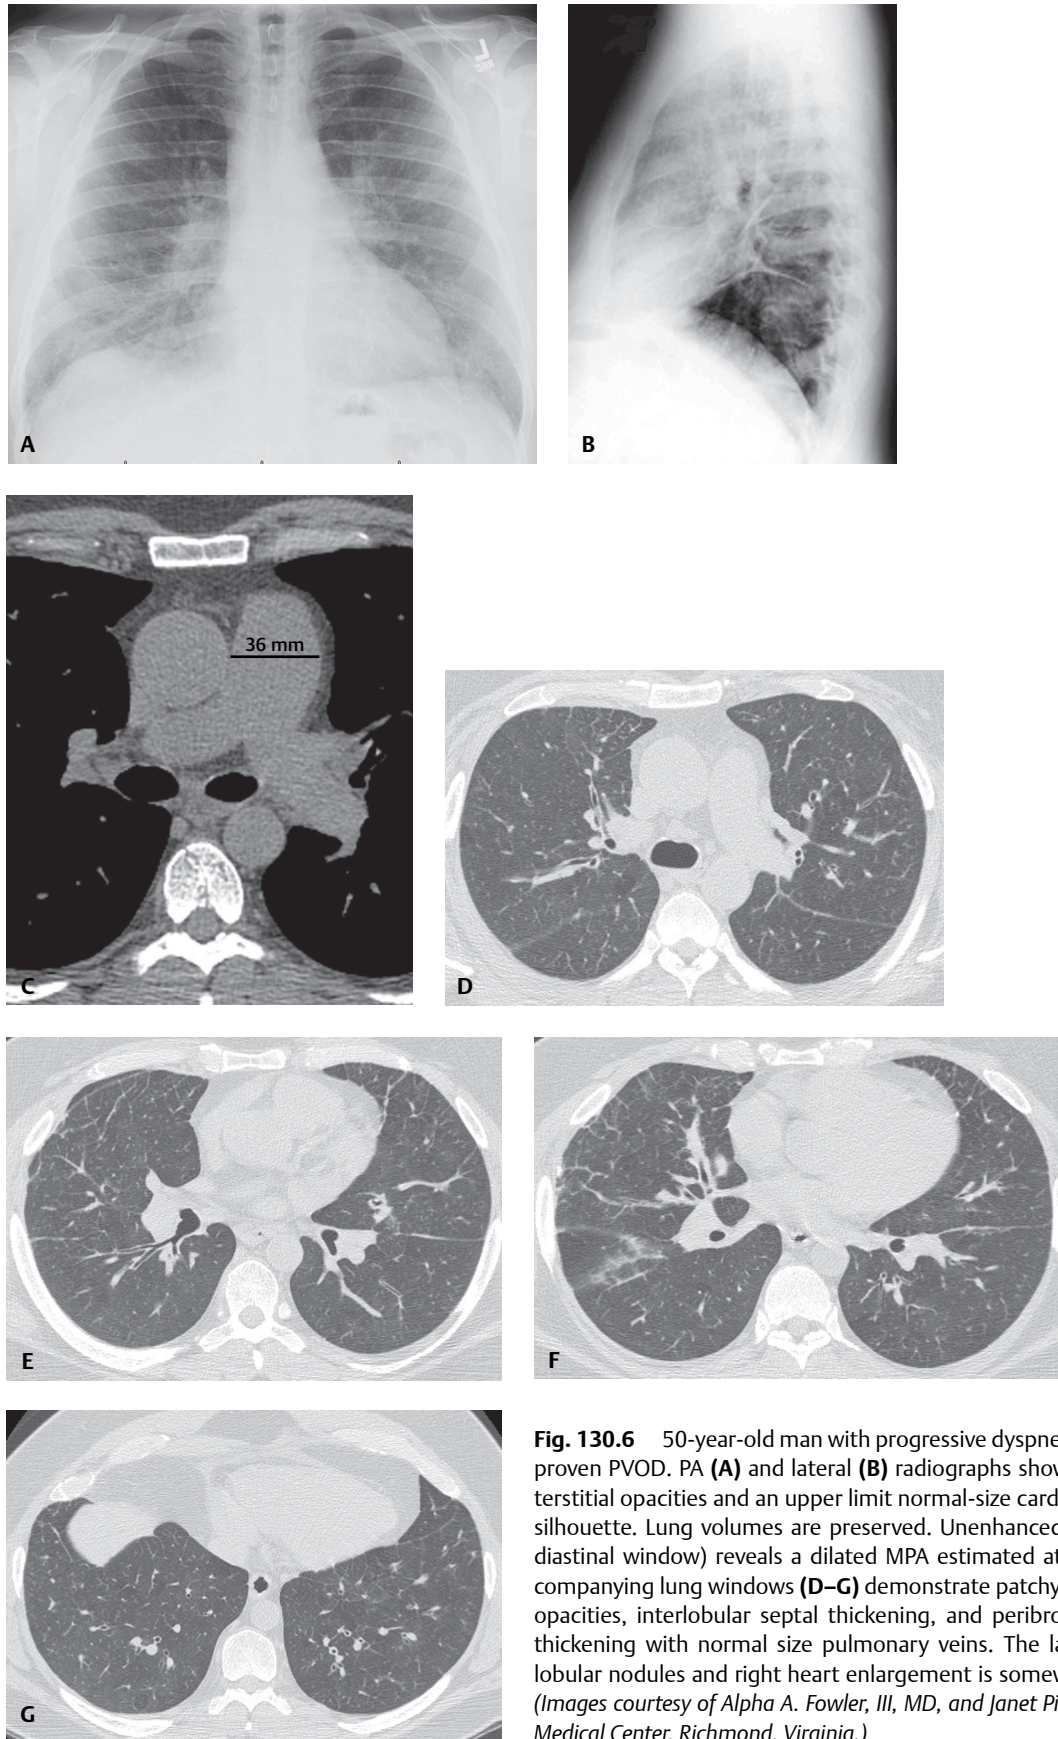 L
A
B
36 mm
C
D
E
F
G
Fig. 130.6 50-year-old man with progressive dyspne
proven PVOD. PA (A) and lateral (B) radiographs show
terstitial opacities and an upper limit normal-size card
silhouette. Lung volumes are preserved. Unenhanced
diastinal window) reveals a dilated MPA estimated at
companying lung windows (D–G) demonstrate patchy
opacities, interlobular septal thickening, and peribro
thickening with normal size pulmonary veins. The la
lobular nodules and right heart enlargement is somew
(Images courtesy of Alpha A. Fowler, III, MD, and Janet Pi
Medical Center, Richmond, Virginia.)